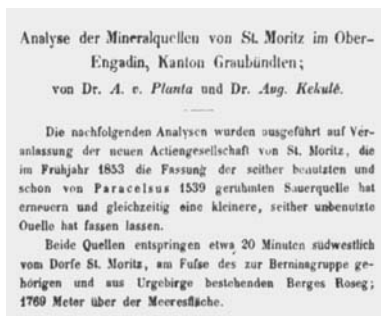 Analyse der Mineralquellen von St. Moritz im Ober-
Engadin, Kanton Graubündten;
von Dr. A. v. Planta und Dr. Aug. Kekulé.
Die nachfolgenden Analysen wurden ausgeführt auf Ver-
anlassung der neuen Actiengesellschaft von St. Moritz, die
im Frühjahr 1853 die Fassung der seither benutzten und
schon von Paracelsus 1539 gerühmten Sauerquelle hat
erneuern und gleichzeitig eine kleinere, seither unbenutzte
Quelle hat fassen lassen.
Beide Quellen entspringen etwa 20 Minuten südwestlich
vom Dorfe St. Moritz, am Fuſse des zur Berninagruppe ge-
hörigen und aus Urgebirge bestehenden Berges Roseg;
1769 Meter über der Meeresfläche.